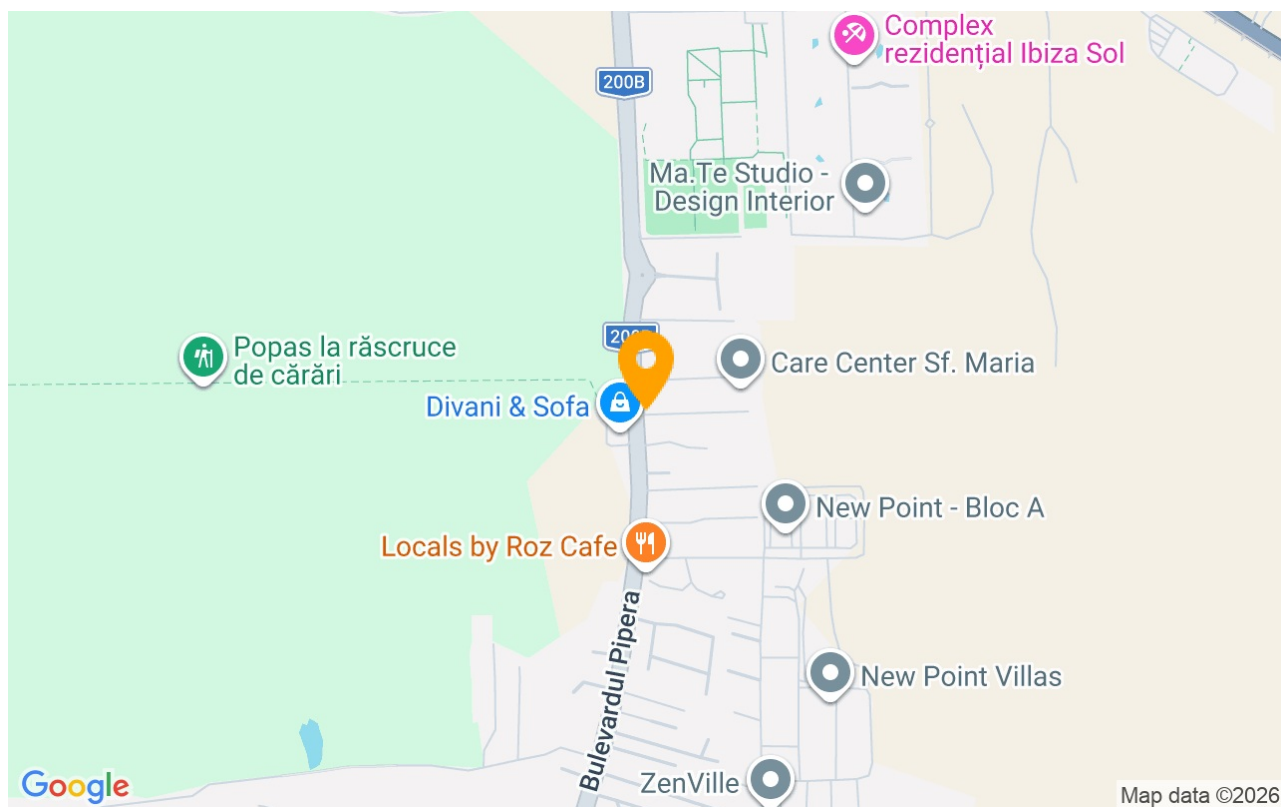 Complex
rezidențial Ibiza Sol
200B
Ma.Te Studio -
Design Interior
Popas la răscruce
de cărări
Care Center Sf. Maria
Divani & Sofa
New Point - Bloc A
Locals by Roz Cafe
Bulevardul Pipera
New Point Villas
ZenVille
Google
Map data ©2026